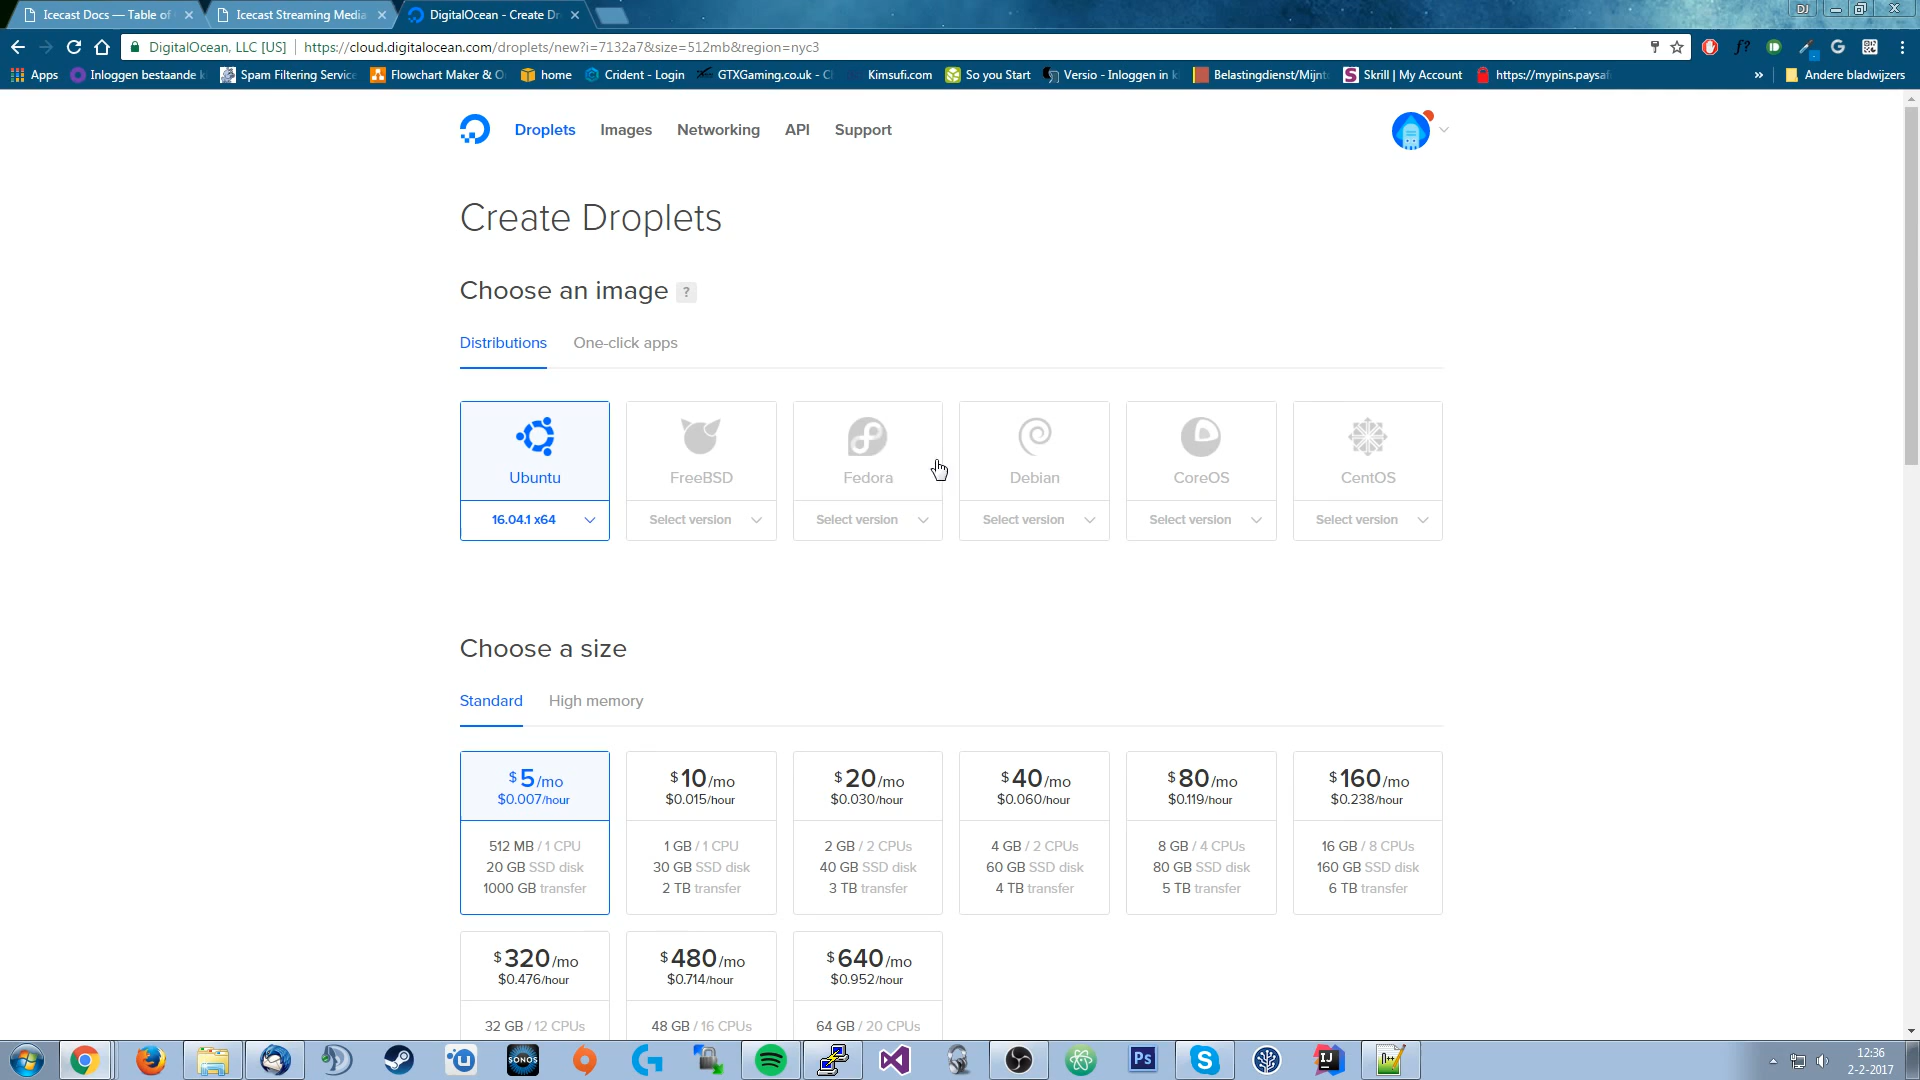 Icecast Docs — Table of
Icecast Streaming Media
DigitalOcean - Create Dr
DJ
DigitalOcean, LLC [US]
https://cloud.digitalocean.com/droplets/new?i=7132a7&size=512mb&region=nyc3
Apps
Inloggen bestaande k
Spam Filtering Service
Flowchart Maker & O
home
Crident - Login
GTXGaming.co.uk - C
Kimsufi.com
So you Start
Versio - Inloggen in k
Belastingdienst/Mijnt
Skrill | My Account
https://mypins.paysaf
»
Andere bladwijzers
Droplets
Images
Networking
API
Support
Create Droplets
Choose an image ?
Distributions
One-click apps
Ubuntu
FreeBSD
Fedora
Debian
CoreOS
CentOS
16.04.1 x64
Select version
Select version
Select version
Select version
Select version
Choose a size
Standard
High memory
$5/mo
$10/mo
$20/mo
$40/mo
$80/mo
$160/mo
$0.007/hour
$0.015/hour
$0.030/hour
$0.060/hour
$0.119/hour
$0.238/hour
512 MB / 1 CPU
1 GB / 1 CPU
2 GB / 2 CPUs
4 GB / 2 CPUs
8 GB / 4 CPUs
16 GB / 8 CPUs
20 GB SSD disk
30 GB SSD disk
40 GB SSD disk
60 GB SSD disk
80 GB SSD disk
160 GB SSD disk
1000 GB transfer
2 TB transfer
3 TB transfer
4 TB transfer
5 TB transfer
6 TB transfer
$320/mo
$480/mo
$640/mo
$0.476/hour
$0.714/hour
$0.952/hour
32 GB / 12 CPUs
48 GB / 16 CPUs
64 GB / 20 CPUs
SONOS
Ps
IJ
12:36
2-2-2017